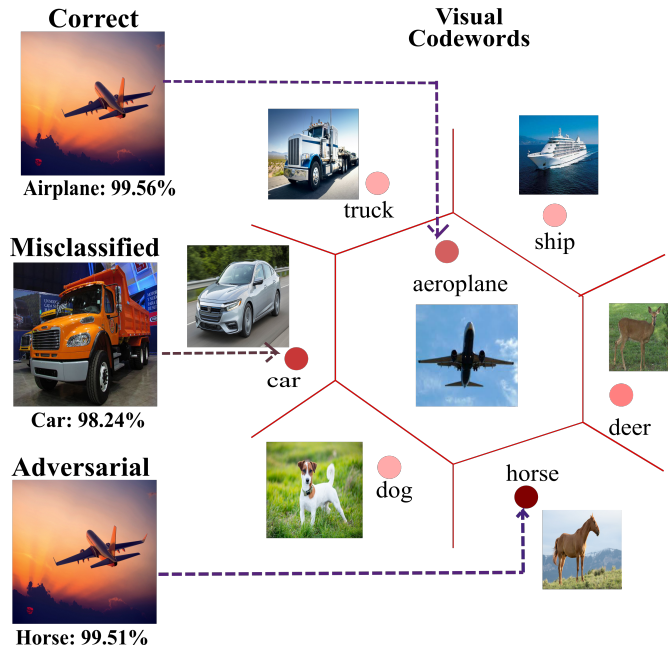 Correct
Visual
Codewords
Airplane: 99.56%
truck
ship
Misclassified
aeroplane
car
Car: 98.24%
deer
Adversarial
dog
horse
Horse: 99.51%